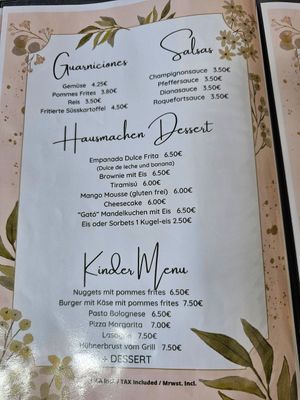 Guarniciones
Gemüse 4.25€
Pommes Frites 3.80€
Reis 3.50€
Fritierte Süsskartoffel 4.50€
Salsas
Champignonsauce 3.50€
Pfeffersauce 3.50€
Dianasauce 3.50€
Roquefortsauce 3.50€
Hausmachen Dessert
Empanada Dulce Frita 6.50€
(Dulce de leche und banana)
Brownie mit Eis 6.50€
Tiramisú 6.00€
Mango Mousse (gluten frei) 6.00€
Cheesecake 6.00€
"Gató" Mandelkuchen mit Eis 6.50€
Eis oder Sorbets 1 Kugel-eis 2.50€
Kinder Menu
Nuggets mit pommes frites 6.50€
Burger mit Käse mit pommes frites 7.50€
Pasto Bolognese 6.50€
Pizza Margarita 7.00€
Lasagne 7.50€
Hühnerbrust vom Grill 7.50€
+ DESSERT
Incl. / TAX Included / Mrwst. Incl.